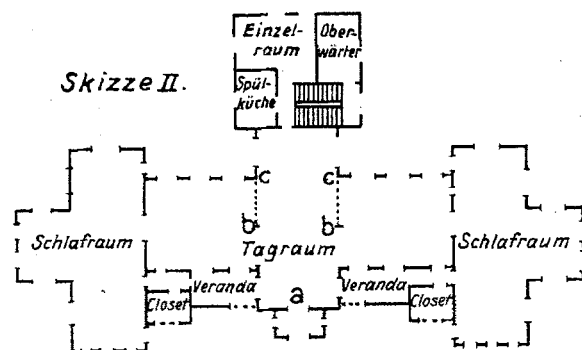 Einzel-
raum
Ober-
wärter
Skizze II.
Spül-
küche
c
c
b
b
Schlafraum
Tagraum
Schlafraum
Veranda
a
Veranda
Closet
Closet